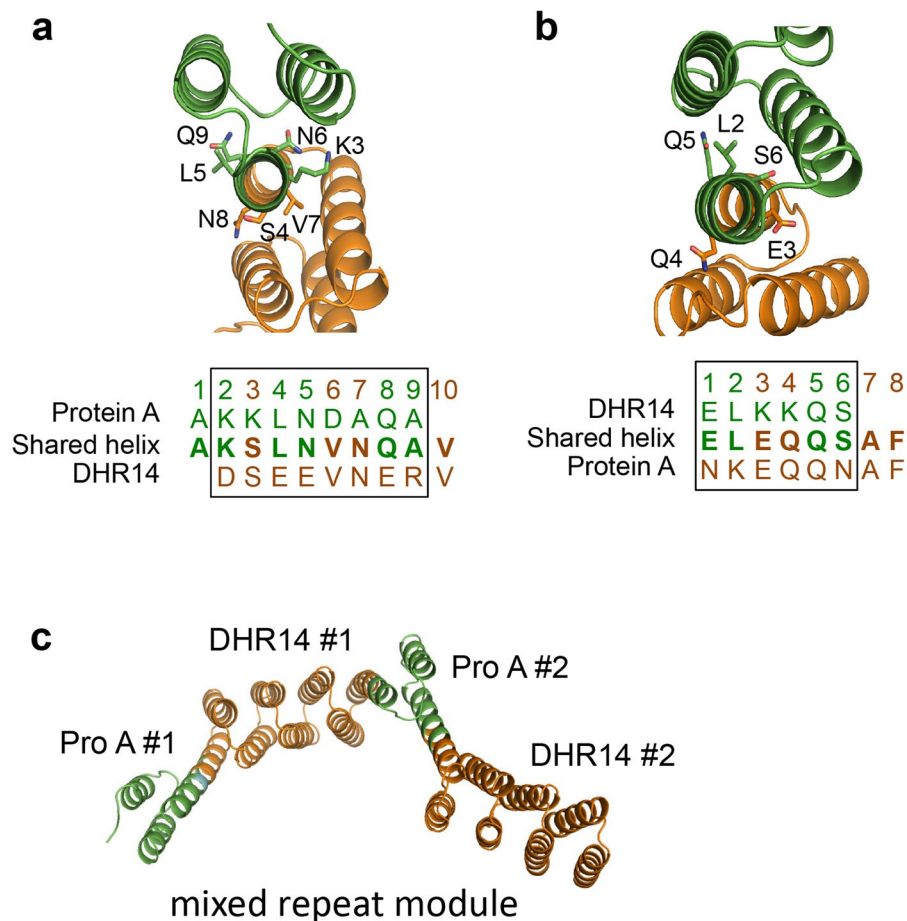 a
Q9
N6
K3
L5
N8
S4
V7
1 2 3 4 5 6 7 8 9 10
Protein A A K K L N D A Q A
Shared helix A K S L N V N Q A V
DHR14 D S E E V N E R V
b
Q5
L2
S6
Q4
E3
1 2 3 4 5 6 7 8
DHR14 E L K K Q S
Shared helix E L E Q Q S A F
Protein A N K E Q Q N A F
c
DHR14 #1
Pro A #2
Pro A #1
DHR14 #2
mixed repeat module